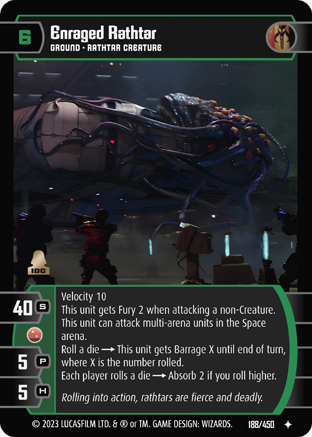 6
Enraged Rathtar
GROUND - RATHTAR CREATURE
IDC
40 S
5 P
5 H
Velocity 10
This unit gets Fury 2 when attacking a non-Creature.
This unit can attack multi-arena units in the Space
arena.
Roll a die → This unit gets Barrage X until end of turn,
where X is the number rolled.
Each player rolls a die → Absorb 2 if you roll higher.
Rolling into action, rathtars are fierce and deadly.
© 2023 LUCASFILM LTD. & ® or TM. GAME DESIGN: WIZARDS.
188/450